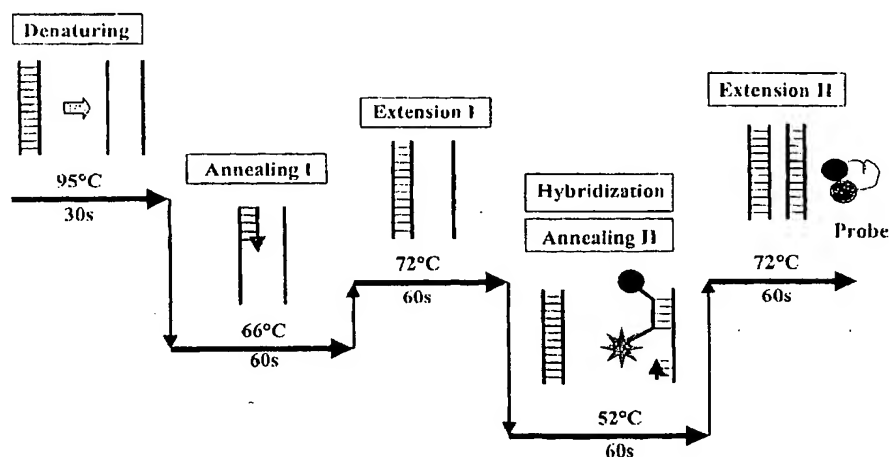 Denaturing
95°C
30s
Annealing I
66°C
60s
Extension I
72°C
60s
Hybridization
Annealing II
52°C
60s
Extension II
Probe
72°C
60s